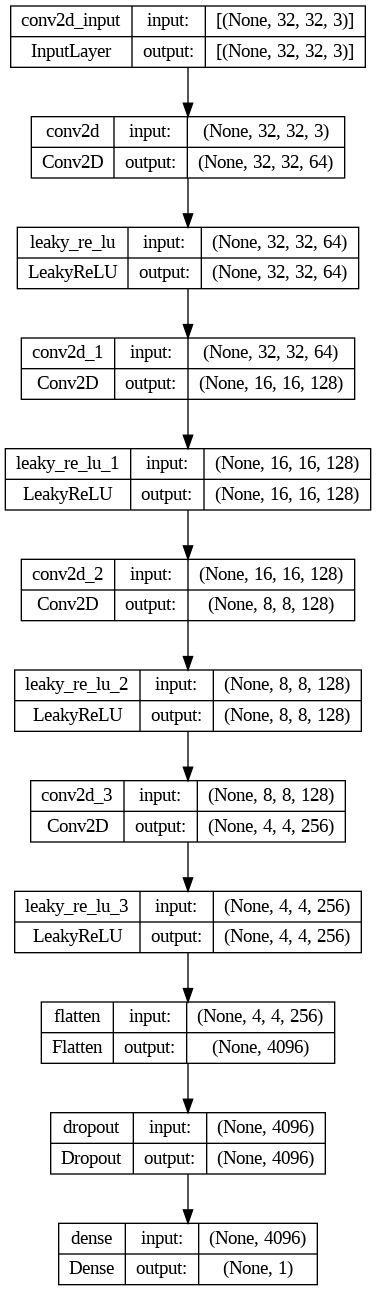 conv2d_input input: [(None, 32, 32, 3)]
InputLayer output: [(None, 32, 32, 3)]
conv2d input: (None, 32, 32, 3)
Conv2D output: (None, 32, 32, 64)
leaky_re_lu input: (None, 32, 32, 64)
LeakyReLU output: (None, 32, 32, 64)
conv2d_1 input: (None, 32, 32, 64)
Conv2D output: (None, 16, 16, 128)
leaky_re_lu_1 input: (None, 16, 16, 128)
LeakyReLU output: (None, 16, 16, 128)
conv2d_2 input: (None, 16, 16, 128)
Conv2D output: (None, 8, 8, 128)
leaky_re_lu_2 input: (None, 8, 8, 128)
LeakyReLU output: (None, 8, 8, 128)
conv2d_3 input: (None, 8, 8, 128)
Conv2D output: (None, 4, 4, 256)
leaky_re_lu_3 input: (None, 4, 4, 256)
LeakyReLU output: (None, 4, 4, 256)
flatten input: (None, 4, 4, 256)
Flatten output: (None, 4096)
dropout input: (None, 4096)
Dropout output: (None, 4096)
dense input: (None, 4096)
Dense output: (None, 1)